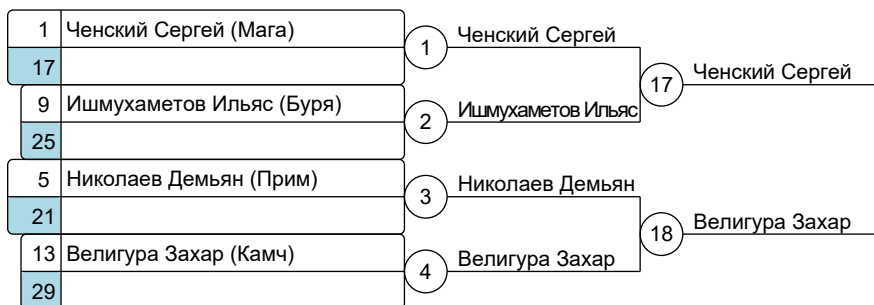 1 Ченский Сергей (Мага)
17
1 Ченский Сергей
9 Ишмухаметов Ильяс (Буря)
25
2 Ишмухаметов Ильяс
17 Ченский Сергей
5 Николаев Демьян (Прим)
21
3 Николаев Демьян
13 Велигура Захар (Камч)
29
4 Велигура Захар
18 Велигура Захар